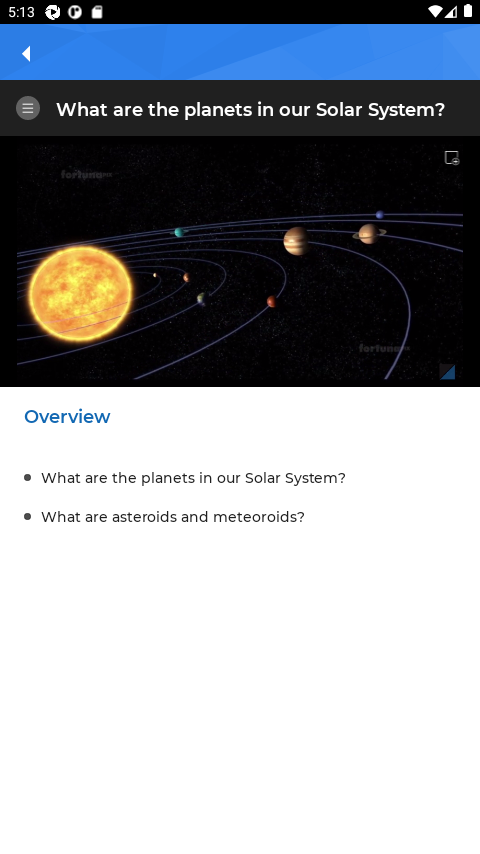 5:13
What are the planets in our Solar System?
fortuna
fortuna
Overview
What are the planets in our Solar System?
What are asteroids and meteoroids?